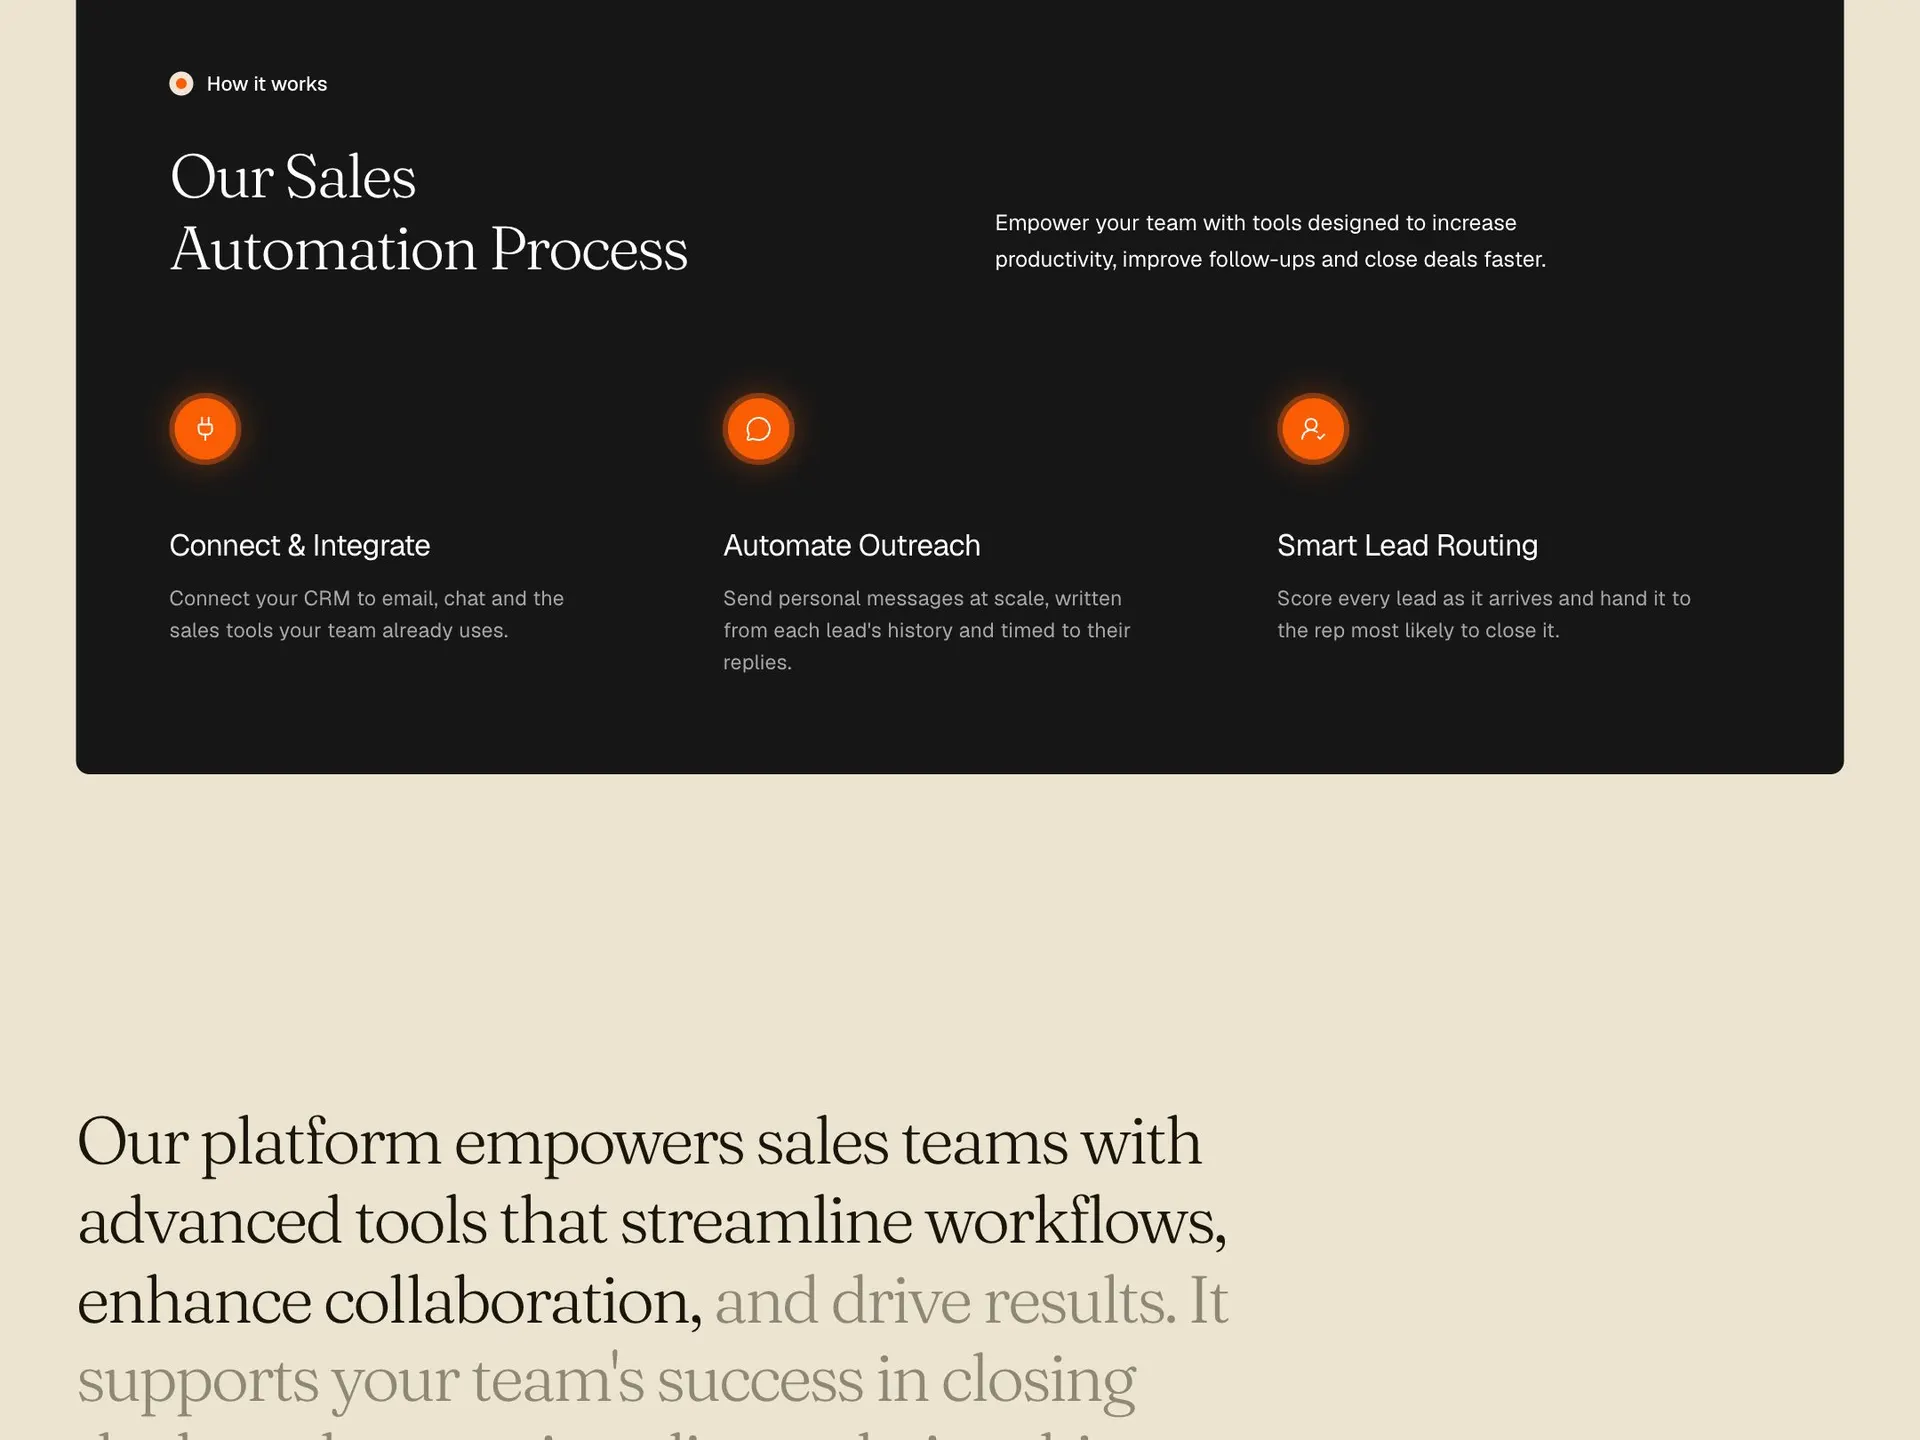 How it works
Our Sales
Automation Process
Empower your team with tools designed to increase
productivity, improve follow-ups and close deals faster.
Connect & Integrate
Connect your CRM to email, chat and the
sales tools your team already uses.
Automate Outreach
Send personal messages at scale, written
from each lead's history and timed to their
replies.
Smart Lead Routing
Score every lead as it arrives and hand it to
the rep most likely to close it.
Our platform empowers sales teams with
advanced tools that streamline workflows,
enhance collaboration, and drive results. It
supports your team's success in closing